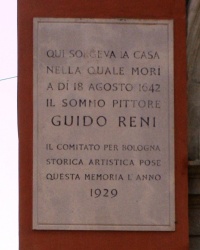 QUI SORGEVA LA CASA
NELLA QUALE MORÌ
A DÌ 18 AGOSTO 1642
IL SOMMO PITTORE
GUIDO RENI
IL COMITATO PER BOLOGNA
STORICA ARTISTICA POSE
QUESTA MEMORIA L'ANNO
1929